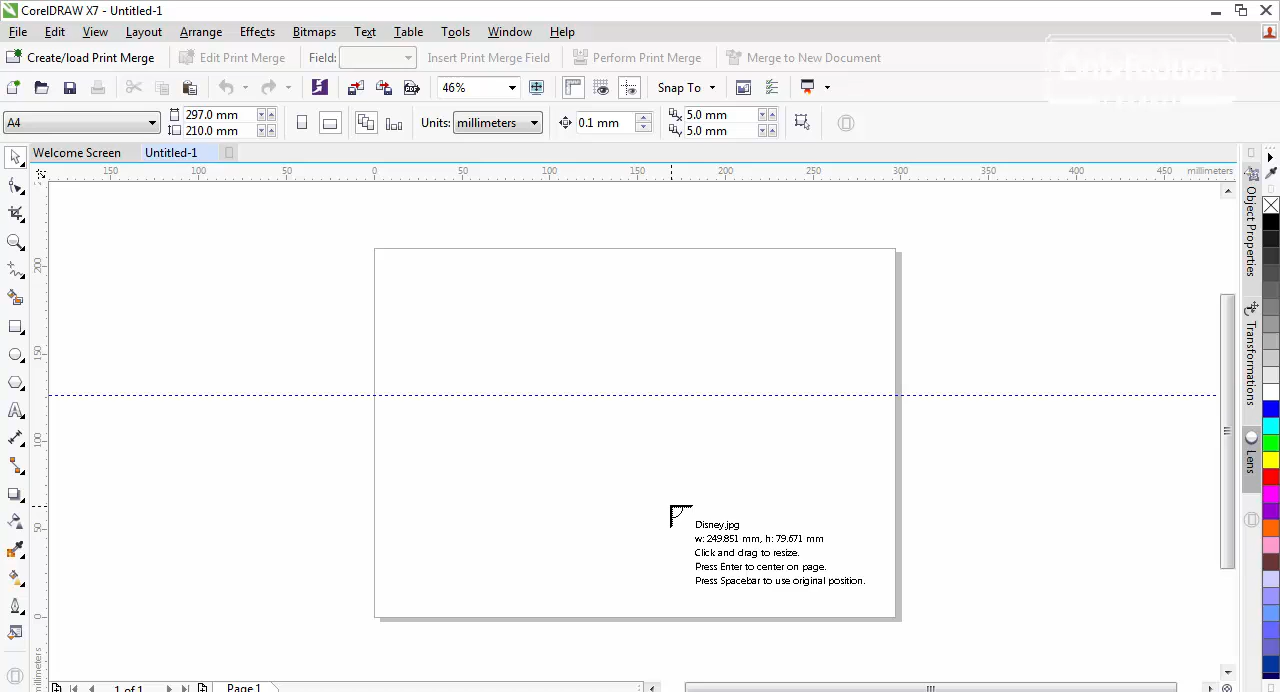 CorelDRAW X7 - Untitled-1
File Edit View Layout Arrange Effects Bitmaps Text Table Tools Window Help
Create/load Print Merge Edit Print Merge Field: Insert Print Merge Field Perform Print Merge Merge to New Document
46% Snap To
A4 297.0 mm 210.0 mm Units: millimeters 0.1 mm 5.0 mm 5.0 mm
Welcome Screen Untitled-1
150 100 50 0 50 100 150 200 250 300 350 400 450 millimeters
200
150
100
50
0
millimeters
Disney.jpg
w: 249.851 mm, h: 79.671 mm
Click and drag to resize.
Press Enter to center on page.
Press Spacebar to use original position.
Object Properties
Transformations
Lens
1 of 1 Page 1